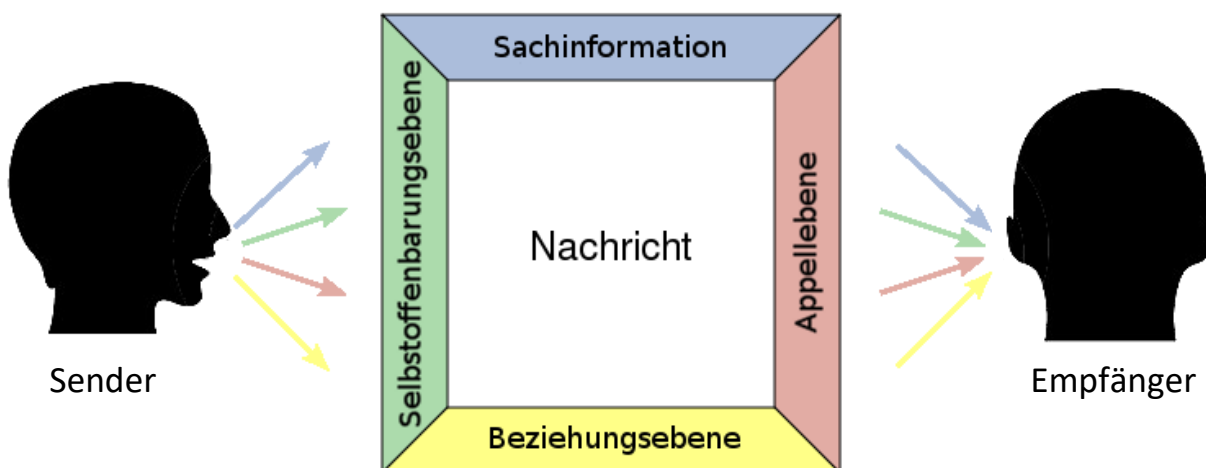 Sachinformation
Selbstoffenbarungsebene
Nachricht
Appellebene
Sender
Empfänger
Beziehungsebene